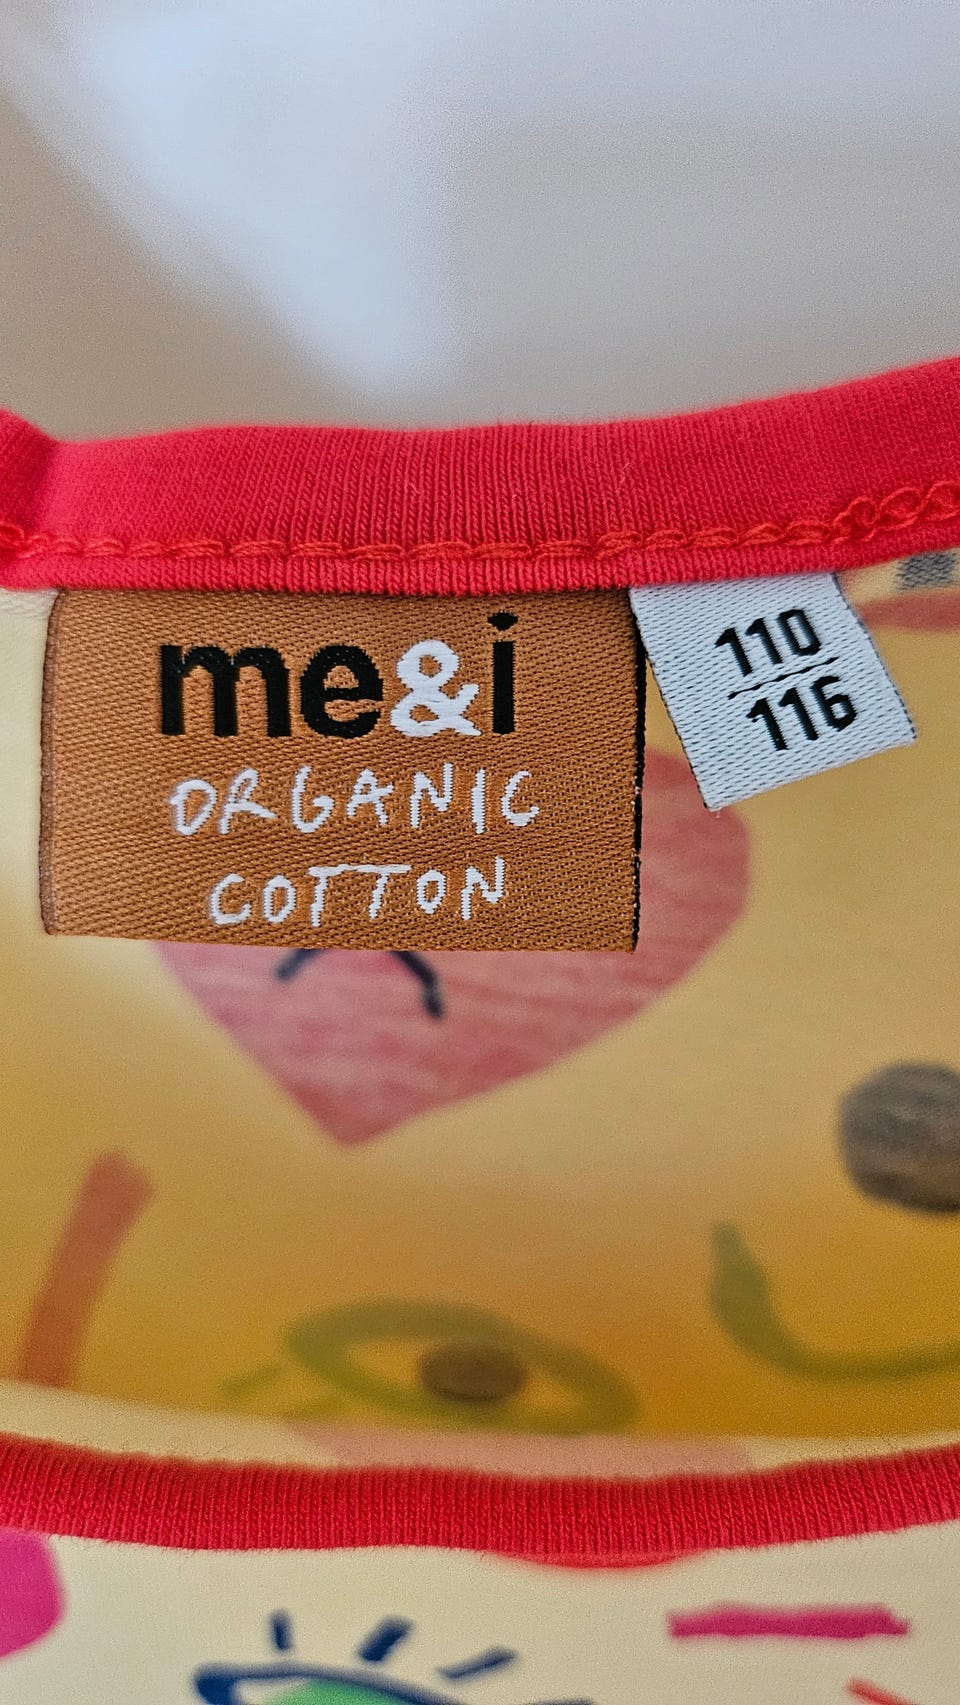 me&i
ORGANIC
COTTON
110
116